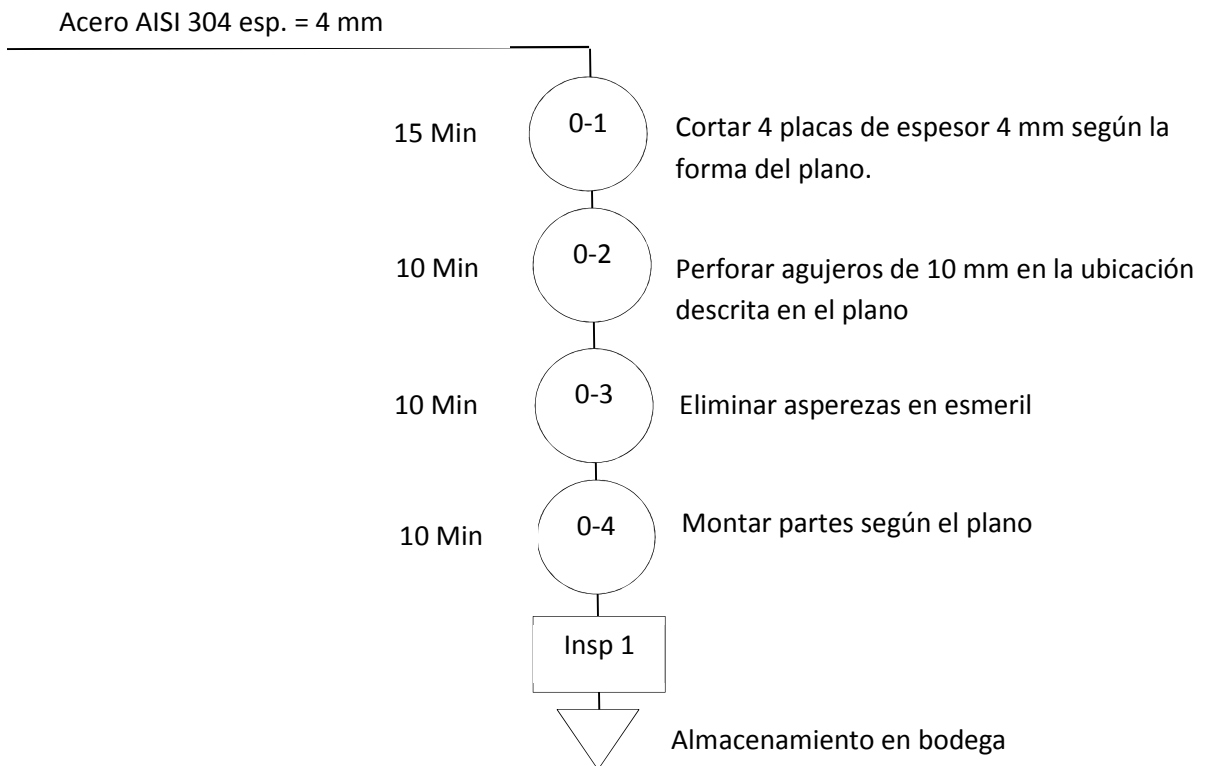 Acero AISI 304 esp. = 4 mm
15 Min
0-1
Cortar 4 placas de espesor 4 mm según la
forma del plano.
10 Min
0-2
Perforar agujeros de 10 mm en la ubicación
descrita en el plano
10 Min
0-3
Eliminar asperezas en esmeril
10 Min
0-4
Montar partes según el plano
Insp 1
Almacenamiento en bodega